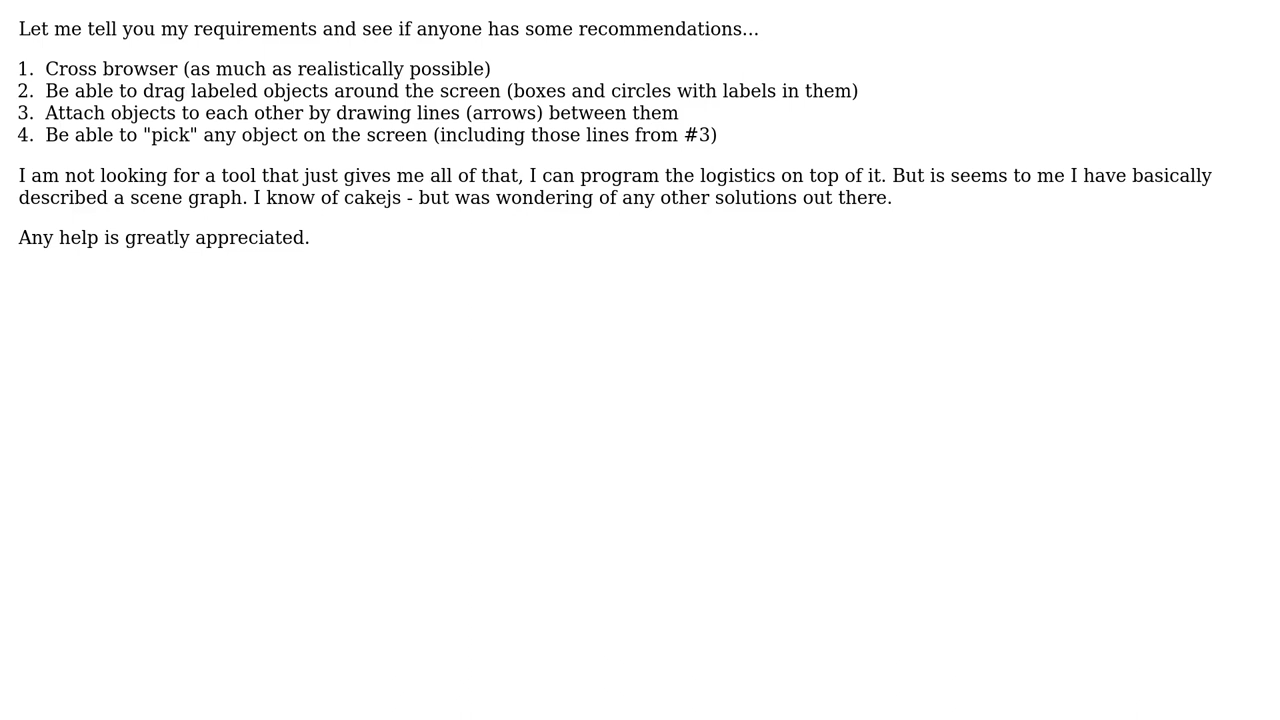 Let me tell you my requirements and see if anyone has some recommendations...
1. Cross browser (as much as realistically possible)
2. Be able to drag labeled objects around the screen (boxes and circles with labels in them)
3. Attach objects to each other by drawing lines (arrows) between them
4. Be able to "pick" any object on the screen (including those lines from #3)
I am not looking for a tool that just gives me all of that, I can program the logistics on top of it. But is seems to me I have basically
described a scene graph. I know of cakejs - but was wondering of any other solutions out there.
Any help is greatly appreciated.